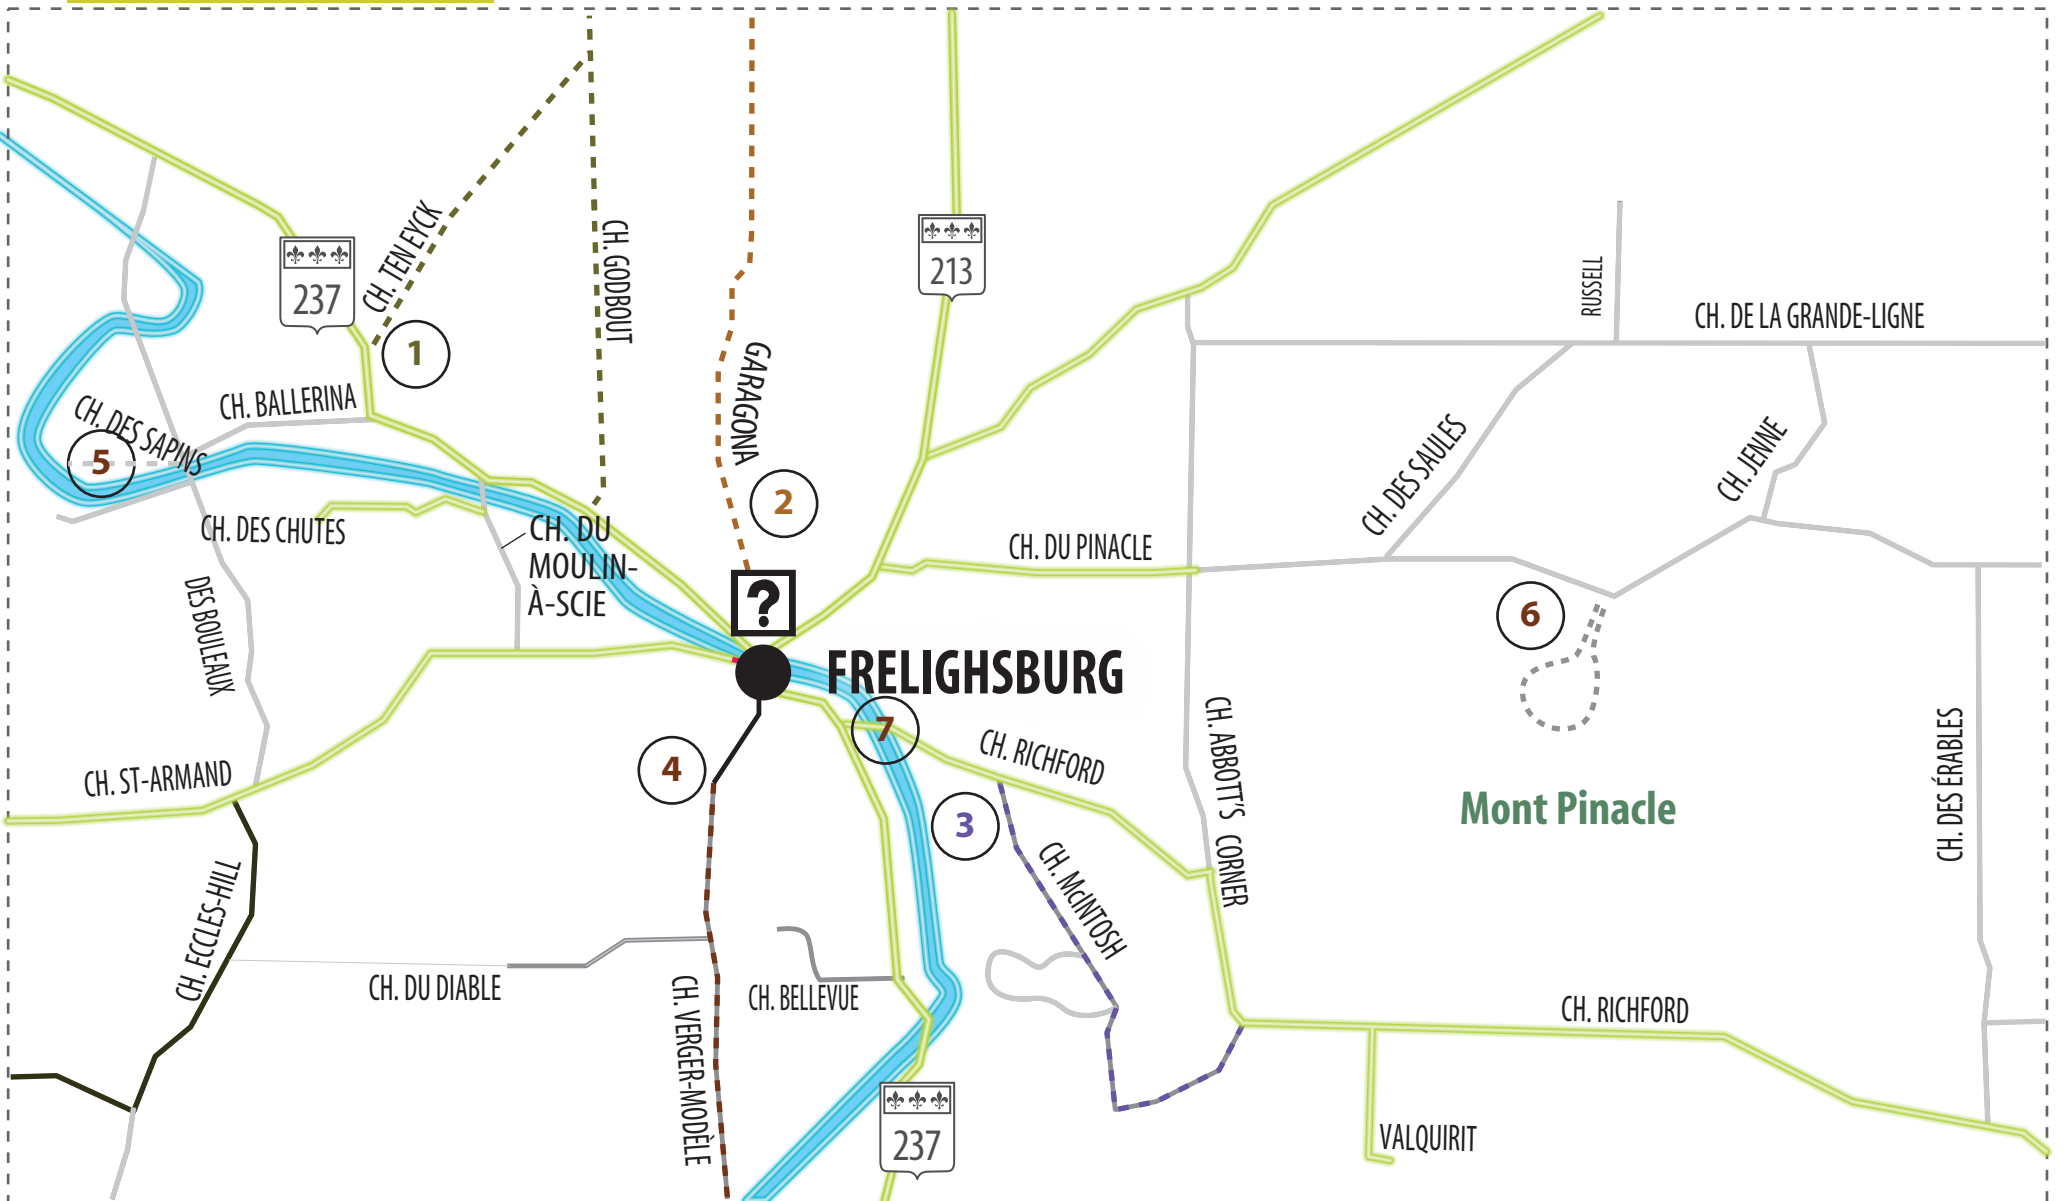 237
CH. TEN EYCK
CH. GODBOUT
213
RUSSELL
CH. DE LA GRANDE-LIGNE
1
GARAGONA
CH. BALLERINA
CH. DES SAPINS
5
2
CH. DES SAULES
CH. JENNE
CH. DES CHUTES
CH. DU
MOULIN-
À-SCIE
CH. DU PINACLE
DES BOULEAUX
?
6
FRELIGHSBURG
7
4
CH. RICHFORD
CH. ABBOTT'S CORNER
CH. ST-ARMAND
3
Mont Pinacle
CH. DES ÉRABLES
CH. McINTOSH
CH. ECCLES-HILL
CH. DU DIABLE
CH. VERGER-MODÈLE
CH. BELLEVUE
CH. RICHFORD
237
VALQUIRIT